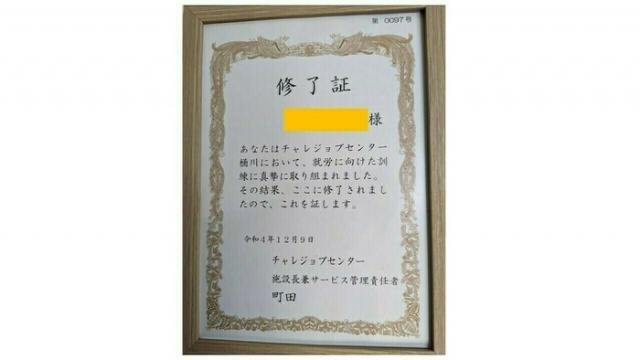 第 0097号
修了証
様
あなたはチャレジョブセンター
桶川において、就労に向けた訓
練に真摯に取り組まれました。
その結果、ここに修了されまし
たので、これを証します。
令和4年12月9日
チャレジョブセンター
施設長兼サービス管理責任者
町田